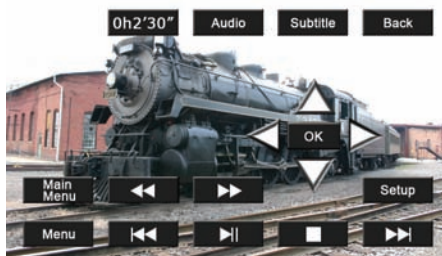 0h2'30"
Audio
Subtitle
Back
OK
Main
Menu
Setup
Menu